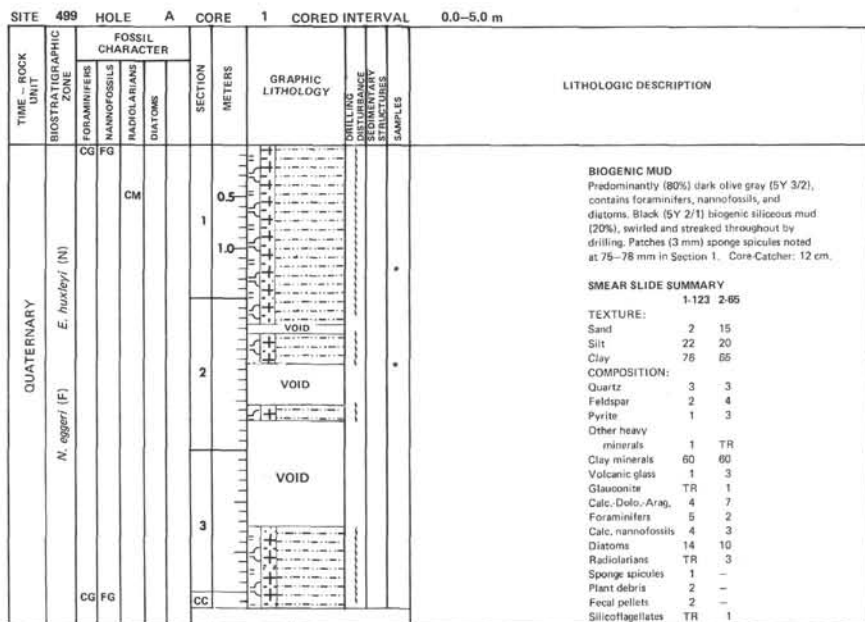 SITE 499 HOLE A CORE 1 CORED INTERVAL 0.0–5.0 m
TIME – ROCK UNIT
BIOSTRATIGRAPHIC ZONE
FOSSIL CHARACTER
FORAMINIFERS
NANNOFOSSILS
RADIOLARIANS
DIATOMS
SECTION
METERS
GRAPHIC LITHOLOGY
DRILLING DISTURBANCE
SEDIMENTARY STRUCTURES
SAMPLES
LITHOLOGIC DESCRIPTION
QUATERNARY
N. eggeri (F) E. huxleyi (N)
CG FG
CM
CG FG
0.5
1
1.0
VOID
2
VOID
VOID
3
CC
*
*
BIOGENIC MUD
Predominantly (80%) dark olive gray (5Y 3/2),
contains foraminifers, nannofossils, and
diatoms. Black (5Y 2/1) biogenic siliceous mud
(20%), swirled and streaked throughout by
drilling. Patches (3 mm) sponge spicules noted
at 75–78 mm in Section 1. Core-Catcher: 12 cm.
SMEAR SLIDE SUMMARY
1-123 2-65
TEXTURE:
Sand 2 15
Silt 22 20
Clay 76 65
COMPOSITION:
Quartz 3 3
Feldspar 2 4
Pyrite 1 3
Other heavy
minerals 1 TR
Clay minerals 60 60
Volcanic glass 1 3
Glauconite TR 1
Calc.-Dolo.-Arag. 4 7
Foraminifers 5 2
Calc. nannofossils 4 3
Diatoms 14 10
Radiolarians TR 3
Sponge spicules 1 –
Plant debris 2 –
Fecal pellets 2 –
Silicoflagellates TR 1